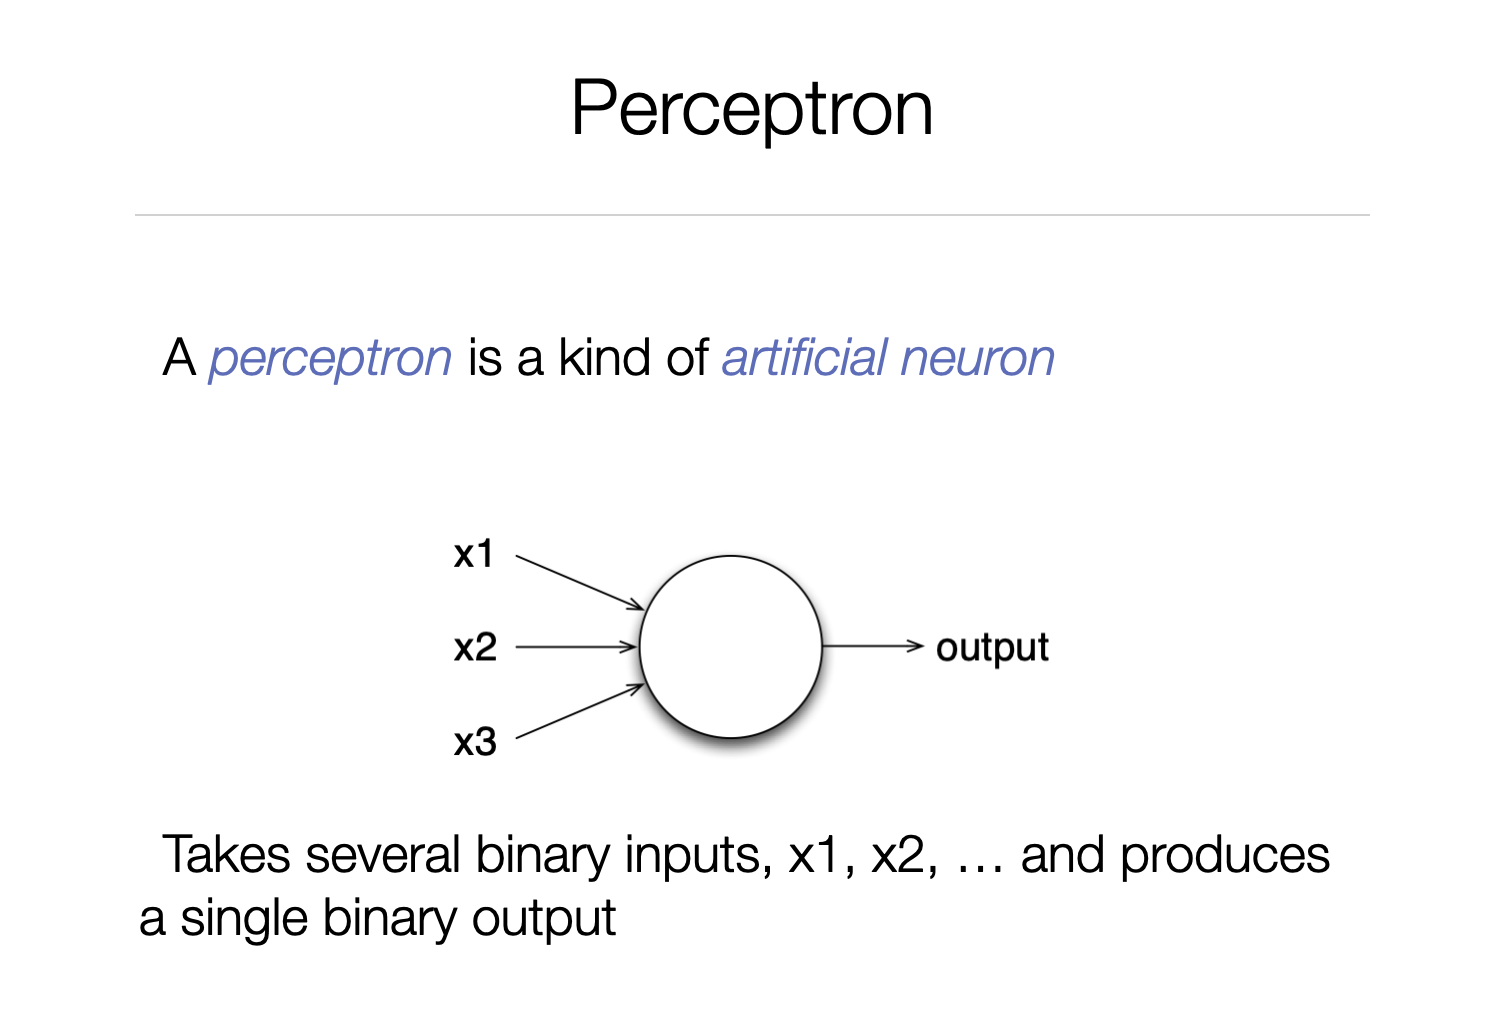 Perceptron
A perceptron is a kind of artificial neuron
x1
x2
output
x3
Takes several binary inputs, x1, x2, … and produces
a single binary output